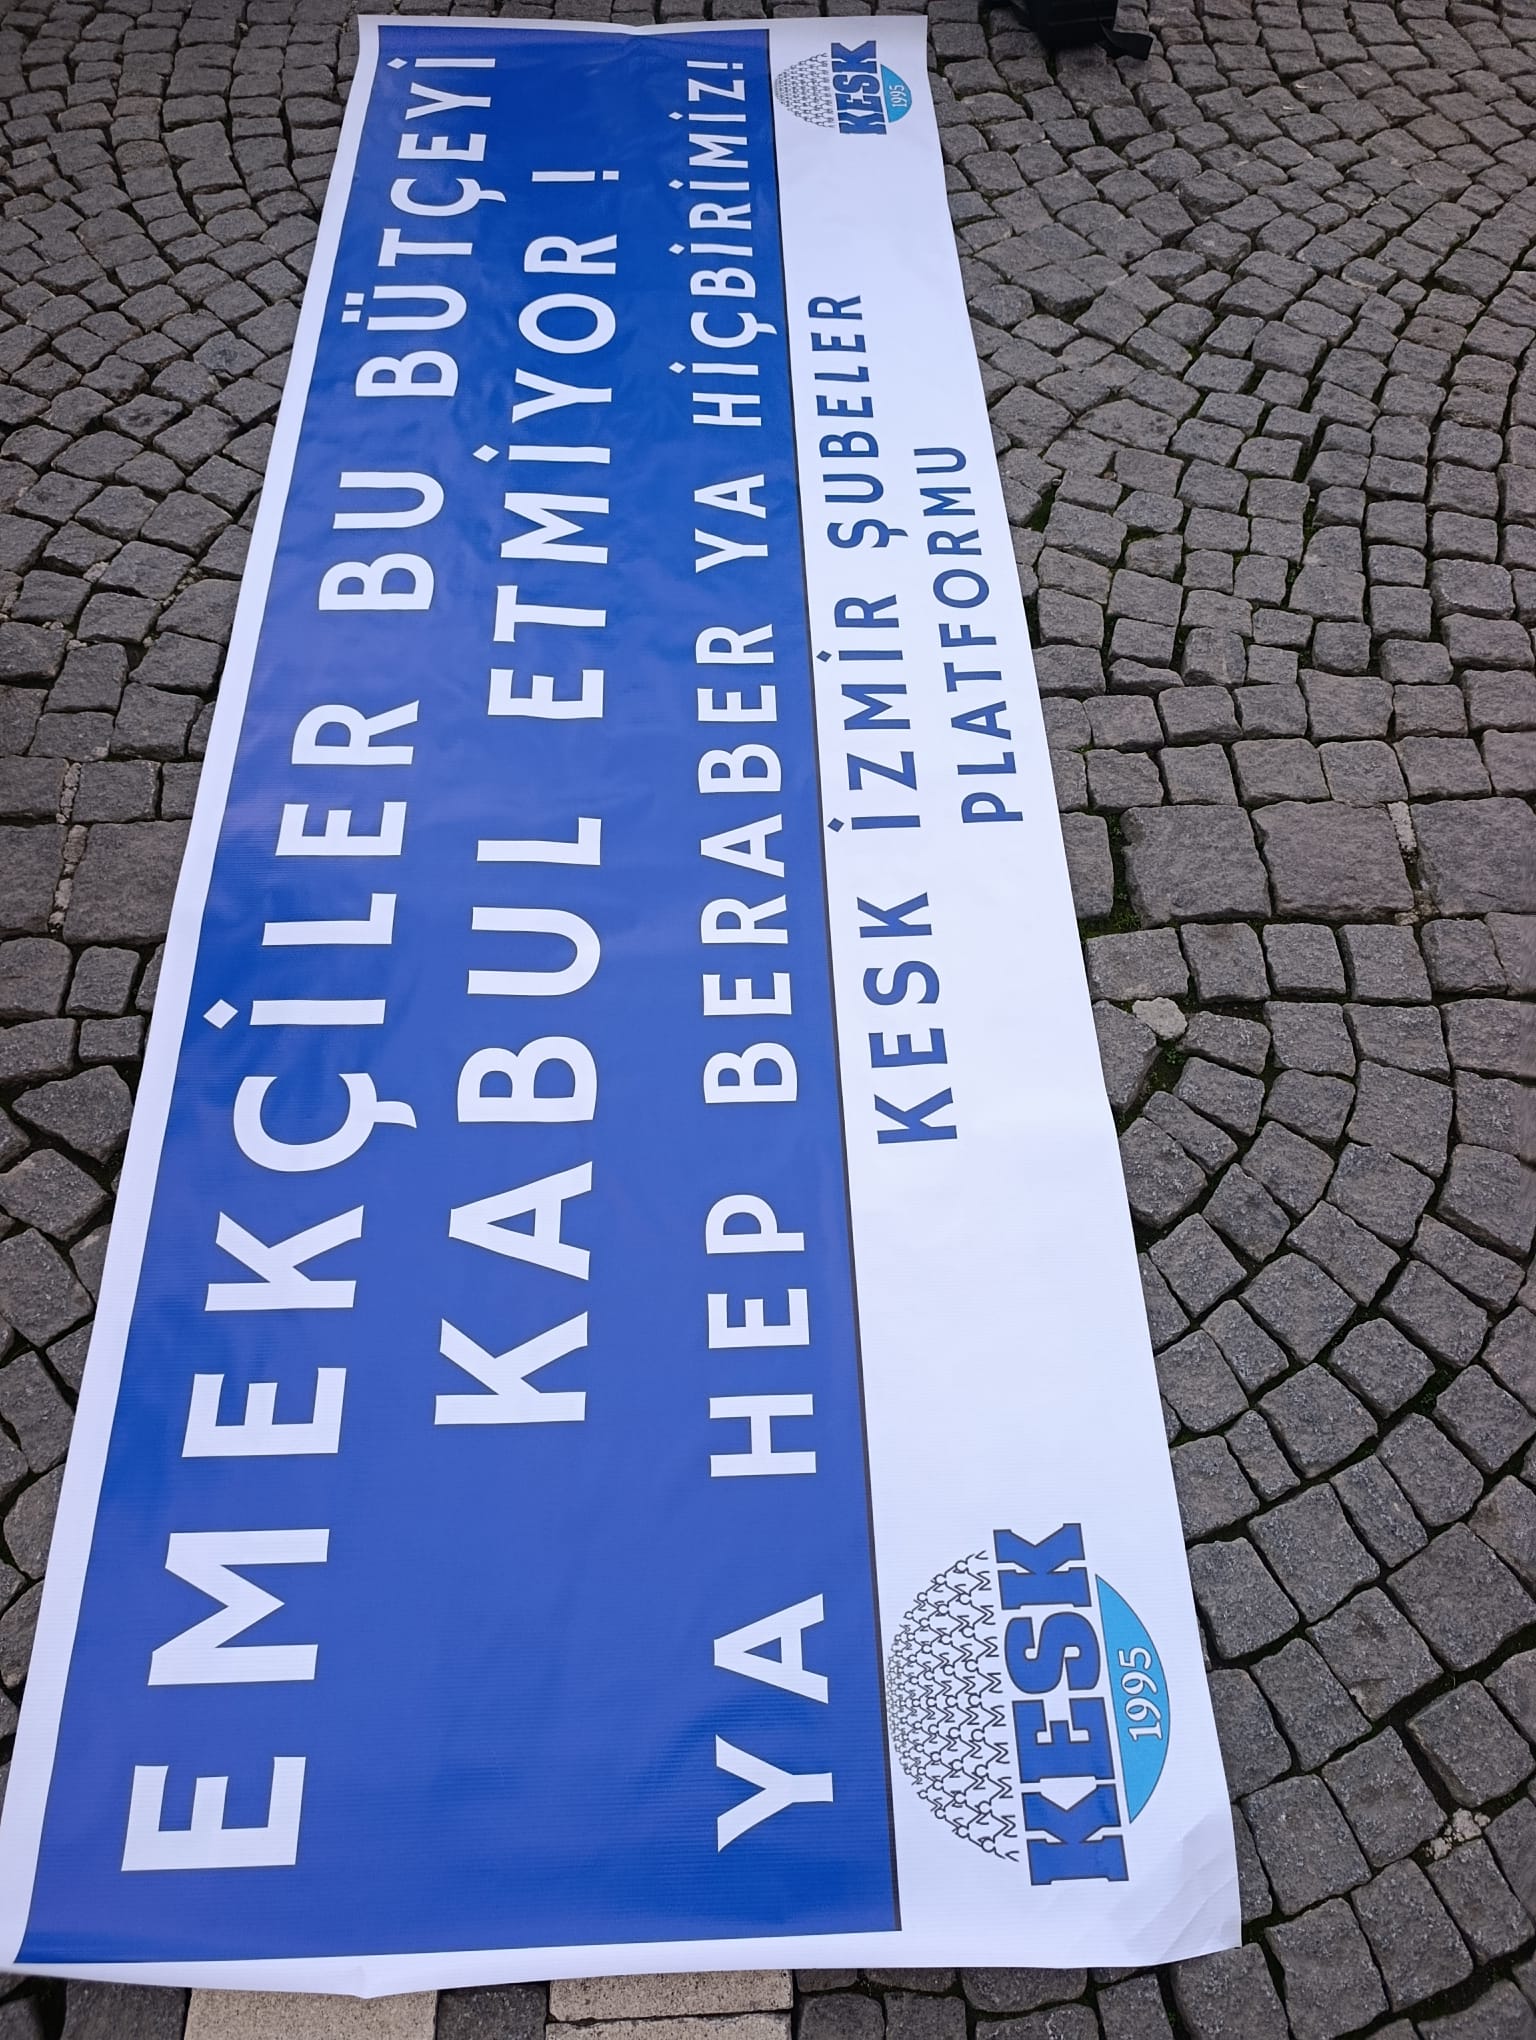 EMEKÇİLER BU BÜTÇEYİ
KABUL ETMİYOR !
YA HEP BERABER YA HİÇBİRİMİZ!
KESK İZMİR ŞUBELER
PLATFORMU
KESK
1995
KESK
1995